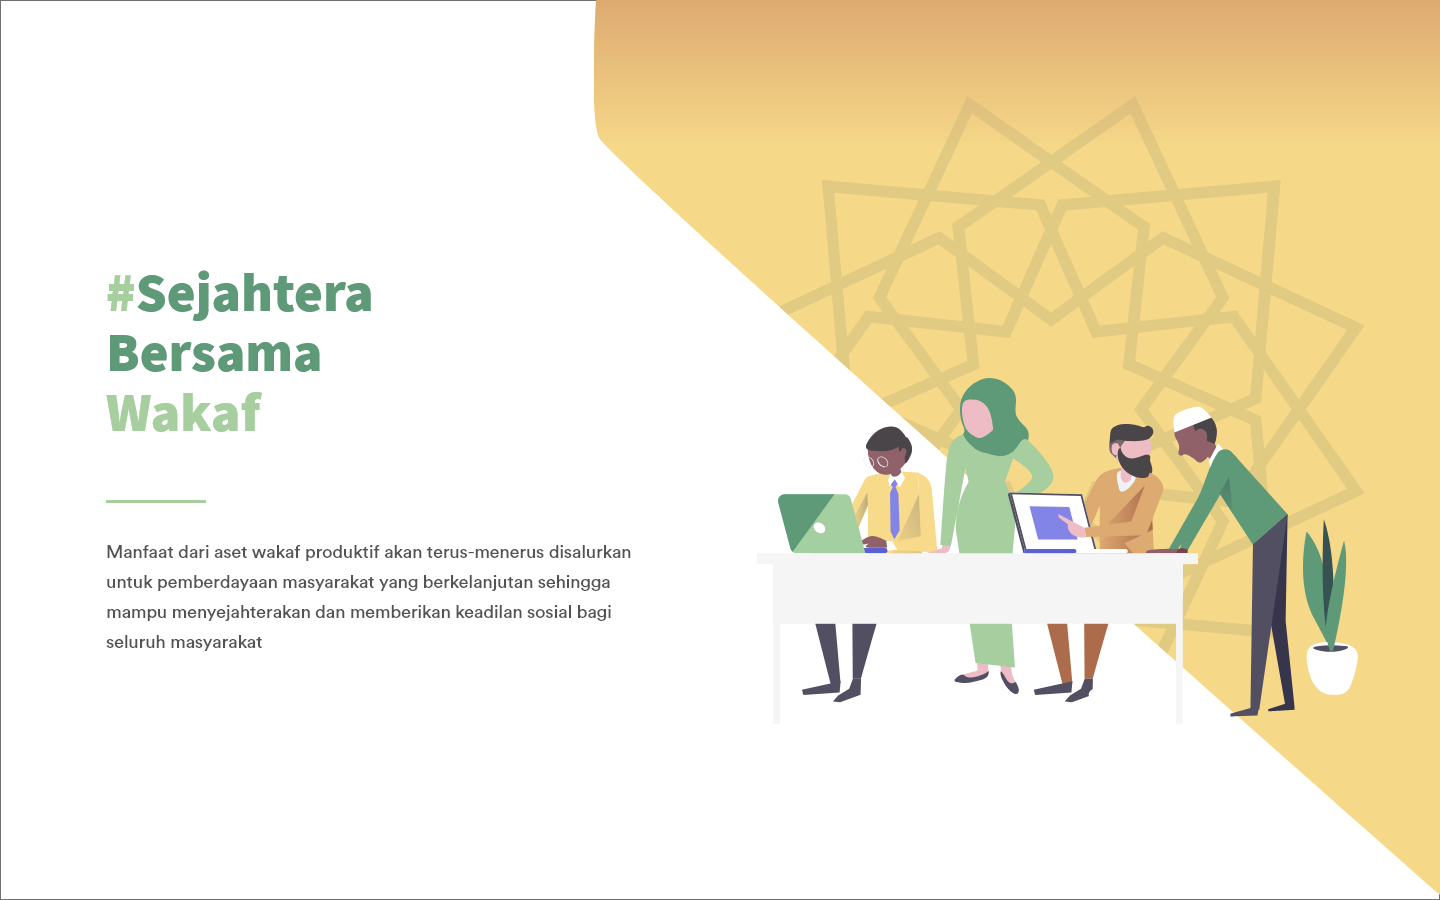 #Sejahtera
Bersama
Wakaf
Manfaat dari aset wakaf produktif akan terus-menerus disalurkan
untuk pemberdayaan masyarakat yang berkelanjutan sehingga
mampu menyejahterakan dan memberikan keadilan sosial bagi
seluruh masyarakat